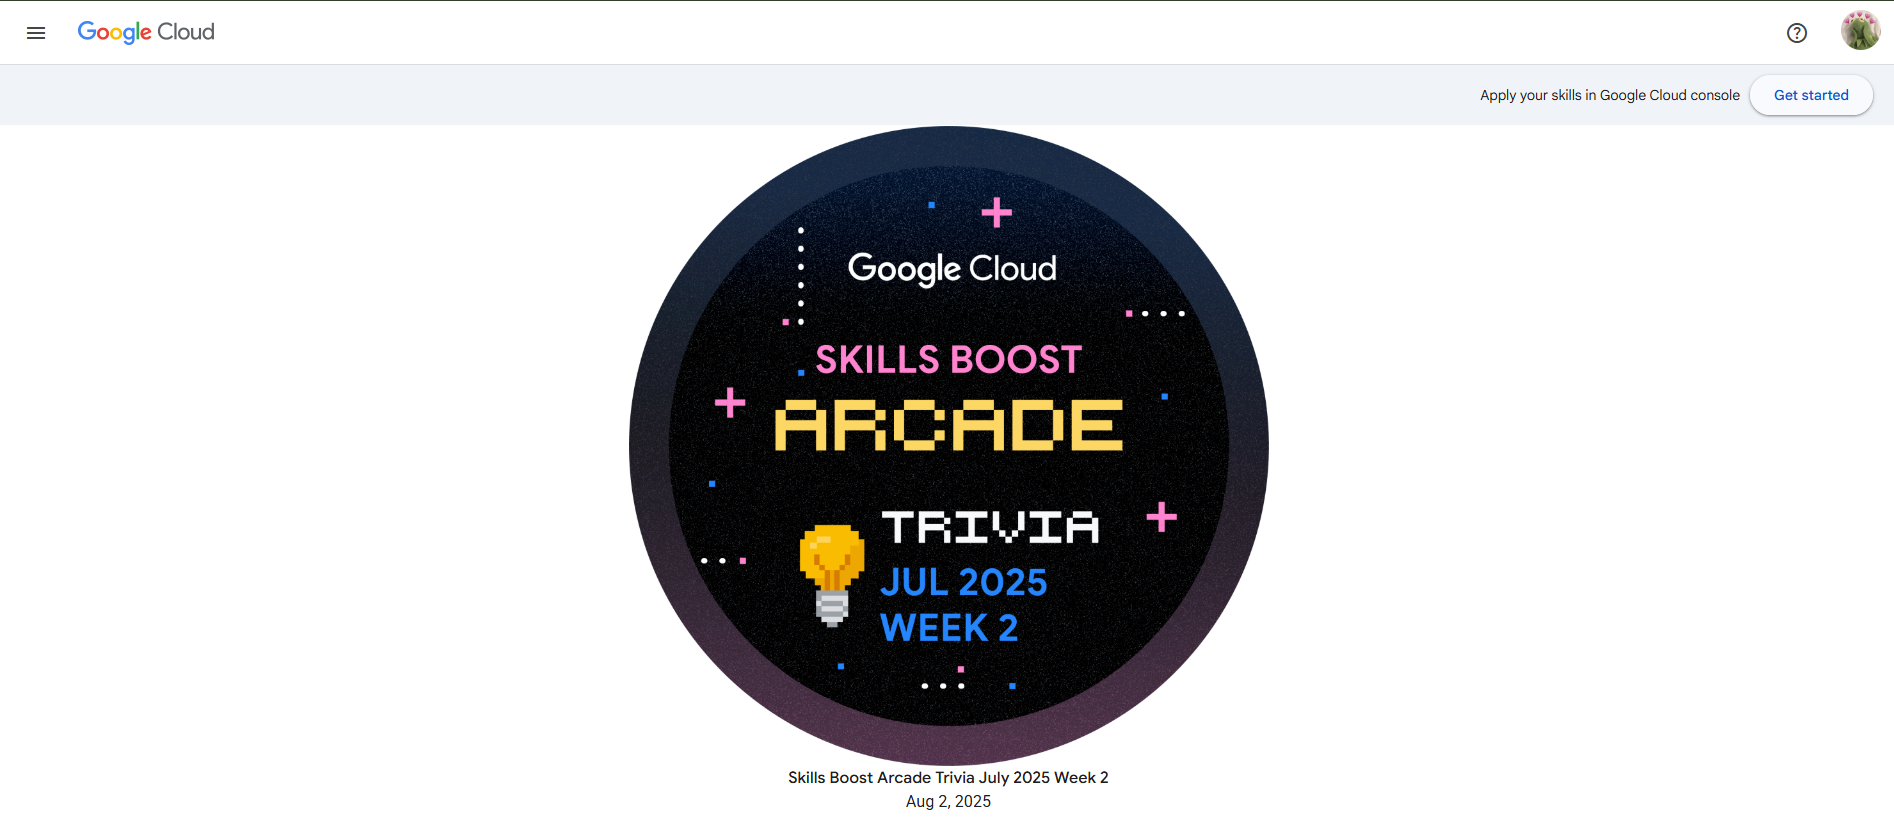 Google Cloud
Apply your skills in Google Cloud console
Get started
Google Cloud
SKILLS BOOST
ARCADE
TRIVIA
JUL 2025
WEEK 2
Skills Boost Arcade Trivia July 2025 Week 2
Aug 2, 2025